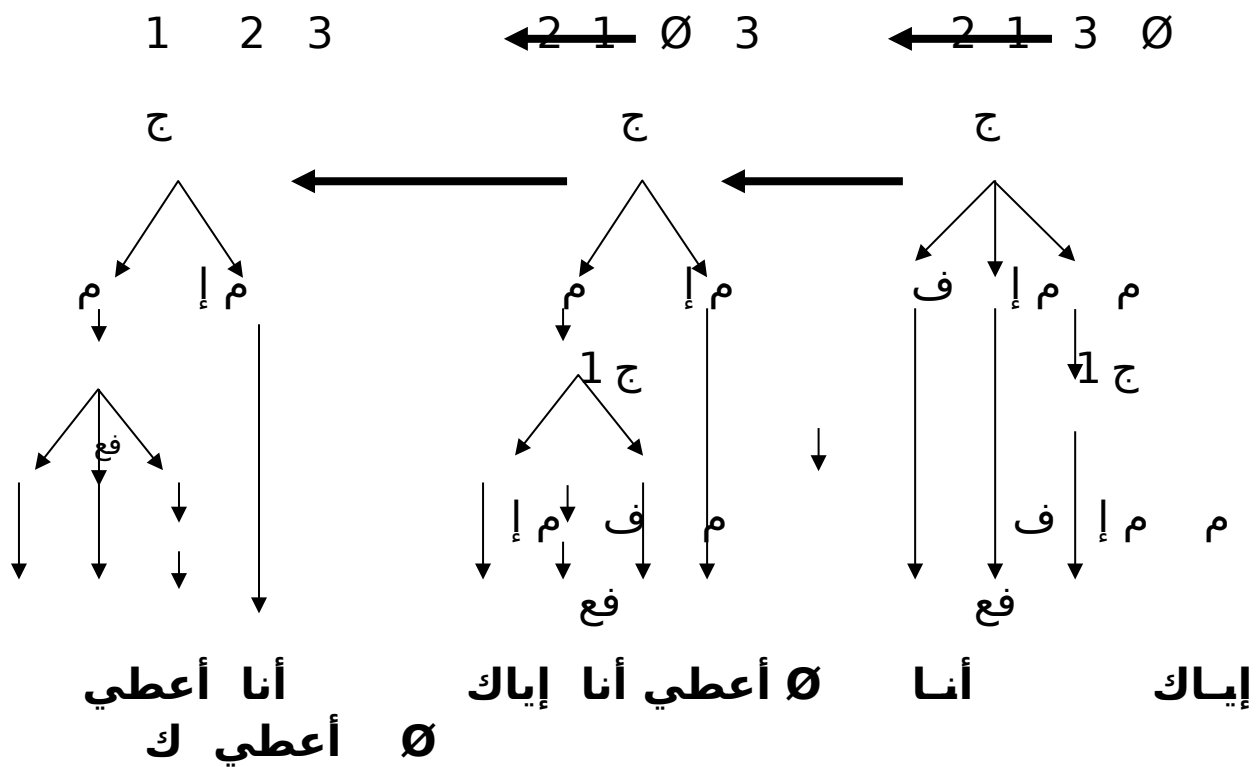 1 2 3 2 1 Ø 3 2 1 3 Ø
ج ج ج
م إ م م إ م م م إ ف
ج 1 ج 1
فع
م ف م إ م م إ ف
فع فع
إيـاك أنـا Ø أعطي أنا إياك أنا أعطي
Ø أعطي ك